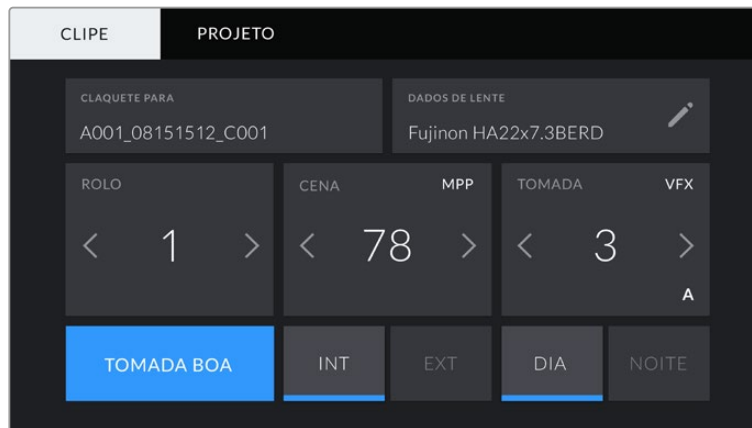 CLIPE PROJETO
CLAQUETE PARA DADOS DE LENTE
A001_08151512_C001 Fujinon HA22x7.3BERD
ROLO CENA MPP TOMADA VFX
1 78 3
A
TOMADA BOA INT EXT DIA NOITE